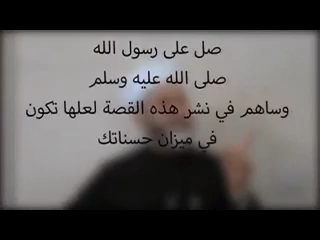 صل على رسول الله
صلى الله عليه وسلم
وساهم في نشر هذه القصة لعلها تكون
في ميزان حسناتك